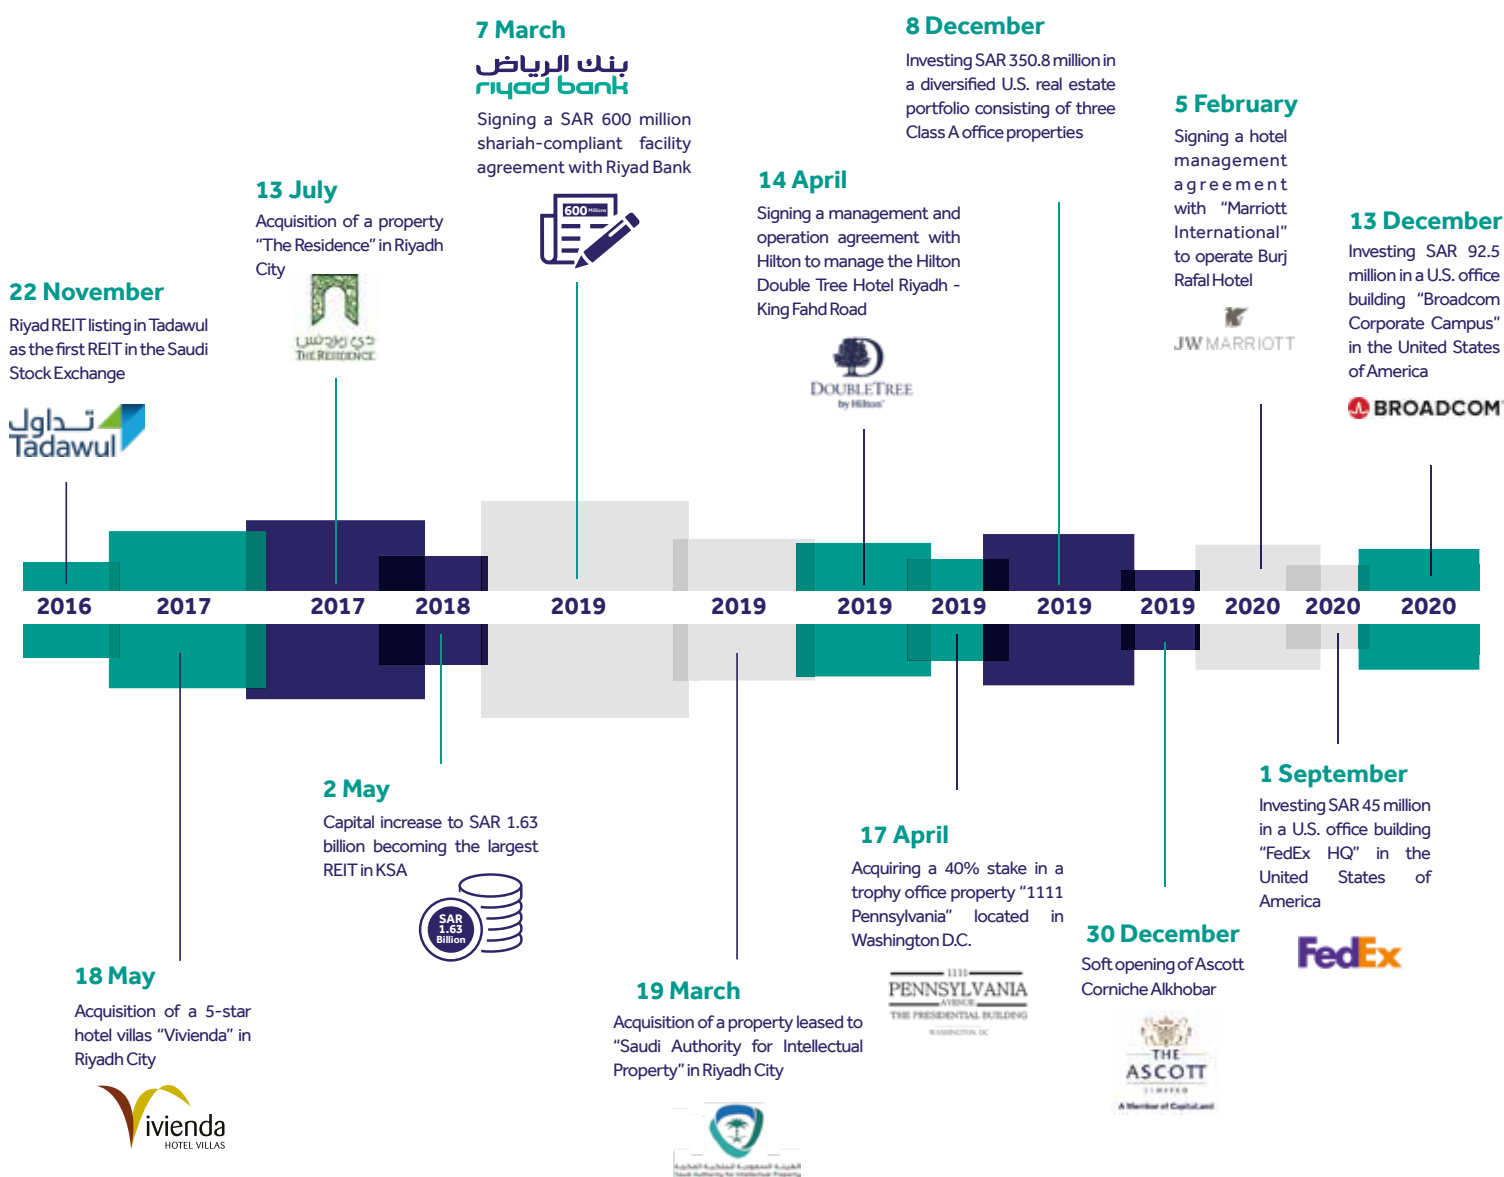 22 November
Riyad REIT listing in Tadawul
as the first REIT in the Saudi
Stock Exchange
تداول
Tadawul
13 July
Acquisition of a property
“The Residence” in Riyadh
City
ذي رزدنس
THE RESIDENCE
7 March
بنك الرياض
riyad bank
Signing a SAR 600 million
shariah-compliant facility
agreement with Riyad Bank
600 Millions
14 April
Signing a management and
operation agreement with
Hilton to manage the Hilton
Double Tree Hotel Riyadh -
King Fahd Road
DOUBLETREE
by Hilton
8 December
Investing SAR 350.8 million in
a diversified U.S. real estate
portfolio consisting of three
Class A office properties
5 February
Signing a hotel
management
agreement
with “Marriott
International”
to operate Burj
Rafal Hotel
JW MARRIOTT
13 December
Investing SAR 92.5
million in a U.S. office
building “Broadcom
Corporate Campus”
in the United States
of America
BROADCOM
2016 2017 2017 2018 2019 2019 2019 2019 2019 2019 2020 2020 2020
18 May
Acquisition of a 5-star
hotel villas “Vivienda” in
Riyadh City
Vivienda
HOTEL VILLAS
2 May
Capital increase to SAR 1.63
billion becoming the largest
REIT in KSA
SAR
1.63
Billion
19 March
Acquisition of a property leased to
“Saudi Authority for Intellectual
Property” in Riyadh City
الهيئة السعودية للملكية الفكرية
Saudi Authority for Intellectual Property
17 April
Acquiring a 40% stake in a
trophy office property “1111
Pennsylvania” located in
Washington D.C.
1111
PENNSYLVANIA
AVENUE
THE PRESIDENTIAL BUILDING
WASHINGTON, DC
30 December
Soft opening of Ascott
Corniche Alkhobar
THE
ASCOTT
LIMITED
A Member of CapitaLand
1 September
Investing SAR 45 million
in a U.S. office building
“FedEx HQ” in the
United States of
America
FedEx